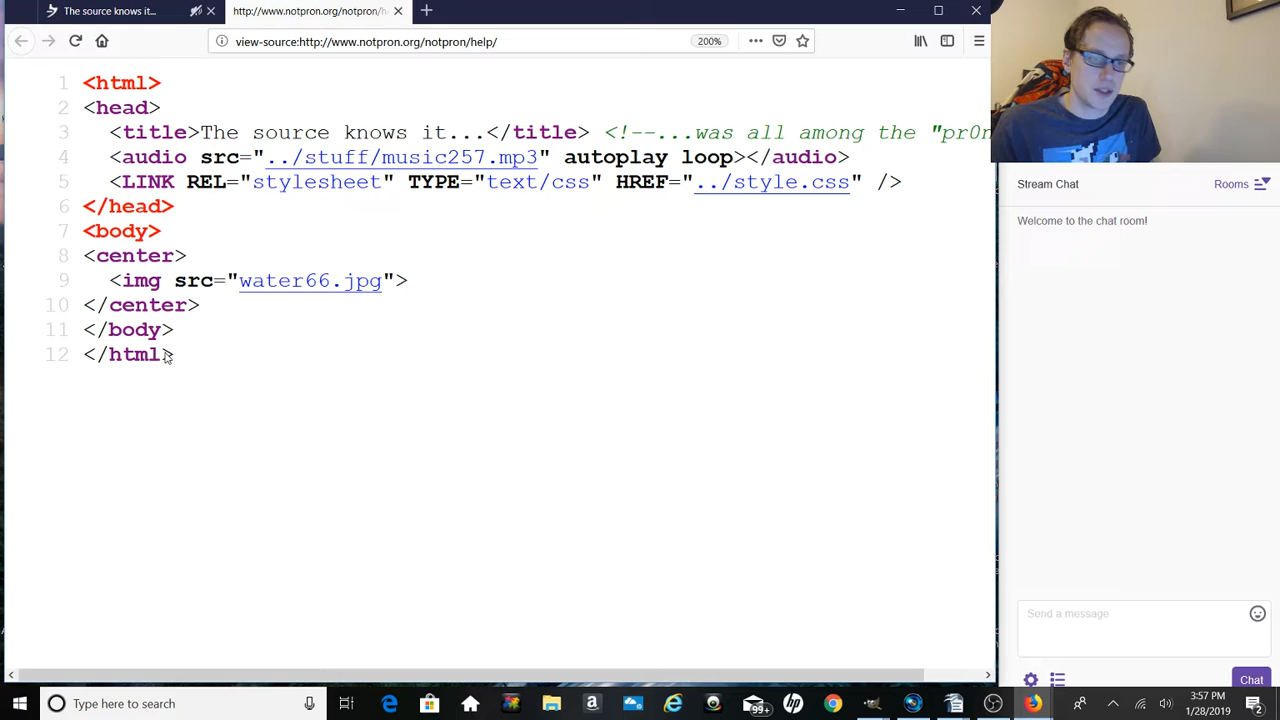 The source knows it...
http://www.notpron.org/notpron/h
view-source:http://www.notpron.org/notpron/help/
200%
1 <html>
2 <head>
3 <title>The source knows it...</title> <!--...was all among the "pr0n
4 <audio src="../stuff/music257.mp3" autoplay loop></audio>
5 <LINK REL="stylesheet" TYPE="text/css" HREF="../style.css" />
6 </head>
7 <body>
8 <center>
9 <img src="water66.jpg">
10 </center>
11 </body>
12 </html>
Stream Chat
Rooms
Welcome to the chat room!
Send a message
Chat
Type here to search
99+
3:57 PM
1/28/2019
2